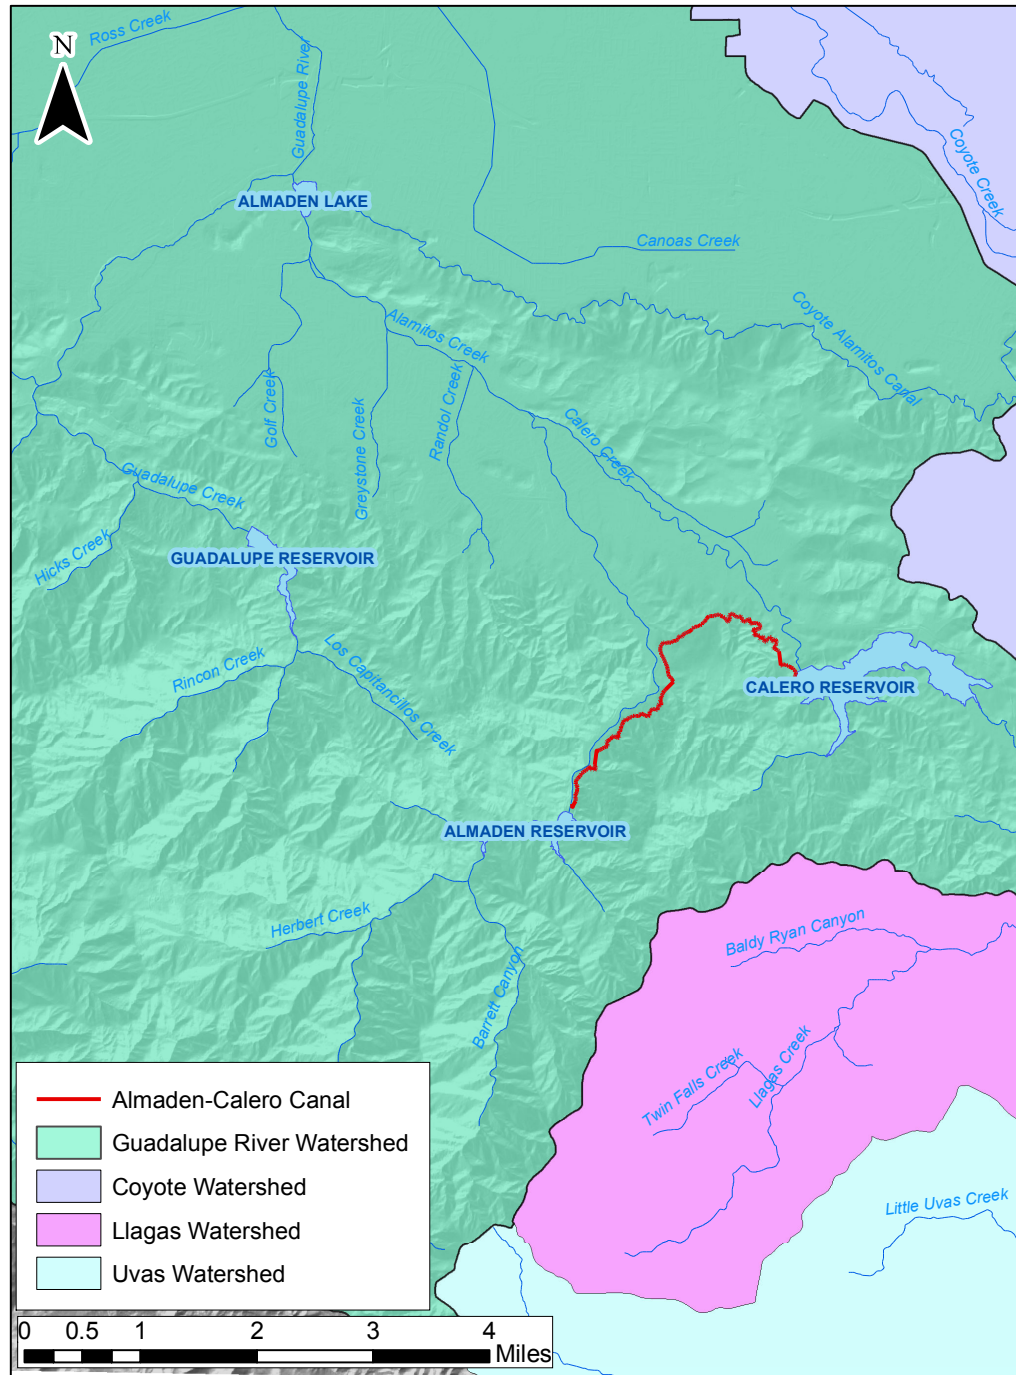 Ross Creek
N
Guadalupe River
Coyote Creek
ALMADEN LAKE
Canoas Creek
Coyote Alamitos Canal
Alamitos Creek
Randol Creek
Golf Creek
Greystone Creek
Calero Creek
Guadalupe Creek
Hicks Creek
GUADALUPE RESERVOIR
Rincon Creek
Los Capitancillos Creek
CALERO RESERVOIR
ALMADEN RESERVOIR
Herbert Creek
Barrett Canyon
Baldy Ryan Canyon
Twin Falls Creek
Llagas Creek
Little Uvas Creek
Almaden-Calero Canal
Guadalupe River Watershed
Coyote Watershed
Llagas Watershed
Uvas Watershed
0 0.5 1 2 3 4
Miles